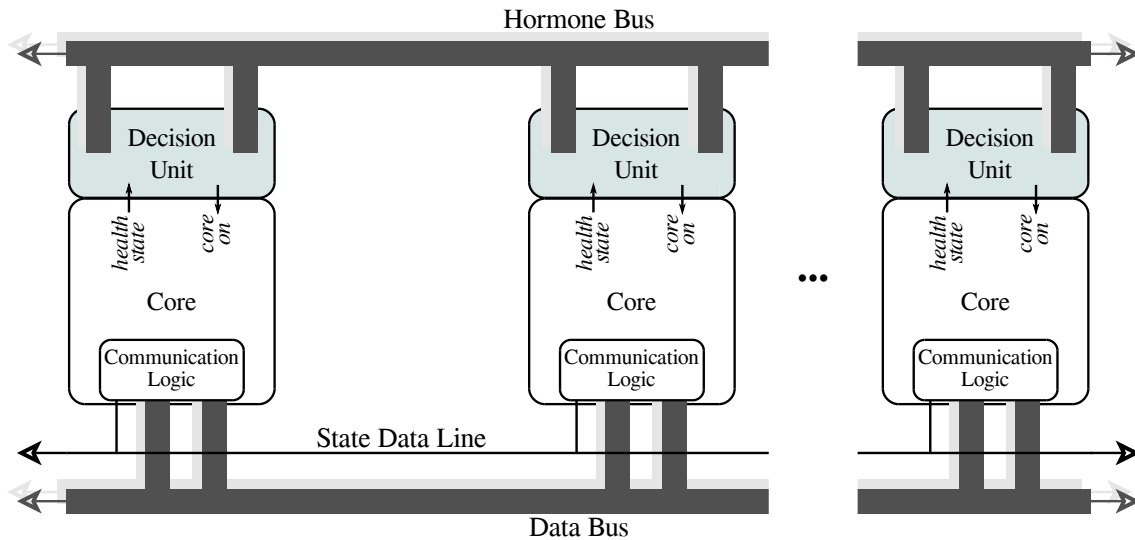 Hormone Bus
Decision
Unit
health
state
core
on
Core
Communication
Logic
Decision
Unit
health
state
core
on
Core
Communication
Logic
...
Decision
Unit
health
state
core
on
Core
Communication
Logic
State Data Line
Data Bus